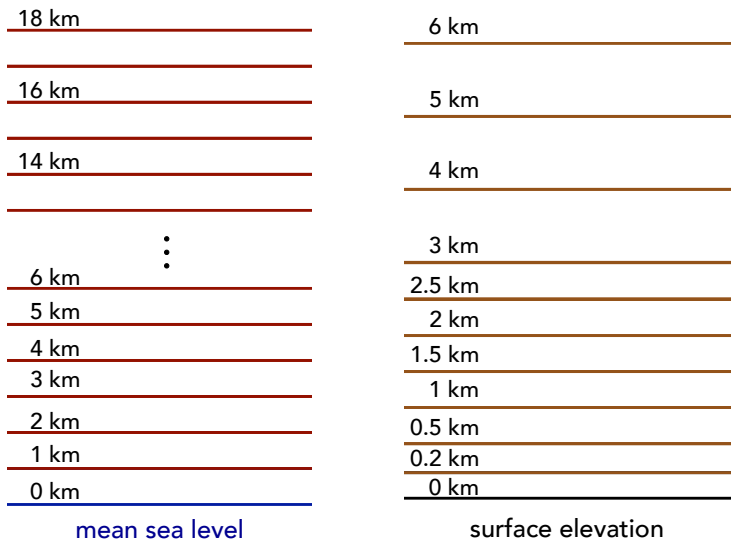 18 km
16 km
14 km
6 km
5 km
4 km
3 km
2 km
1 km
0 km
mean sea level
6 km
5 km
4 km
3 km
2.5 km
2 km
1.5 km
1 km
0.5 km
0.2 km
0 km
surface elevation